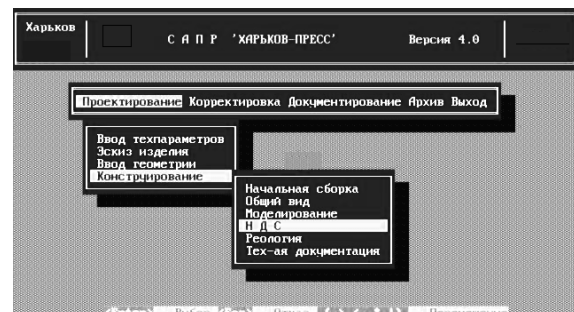 Харьков
С А П Р 'ХАРЬКОВ-ПРЕСС' Версия 4.0
Проектирование Корректировка Документирование Архив Выход
Ввод техпараметров
Эскиз изделия
Ввод геометрии
Конструирование
Начальная сборка
Общий вид
Моделирование
Н Д С
Реология
Тех-ая документация